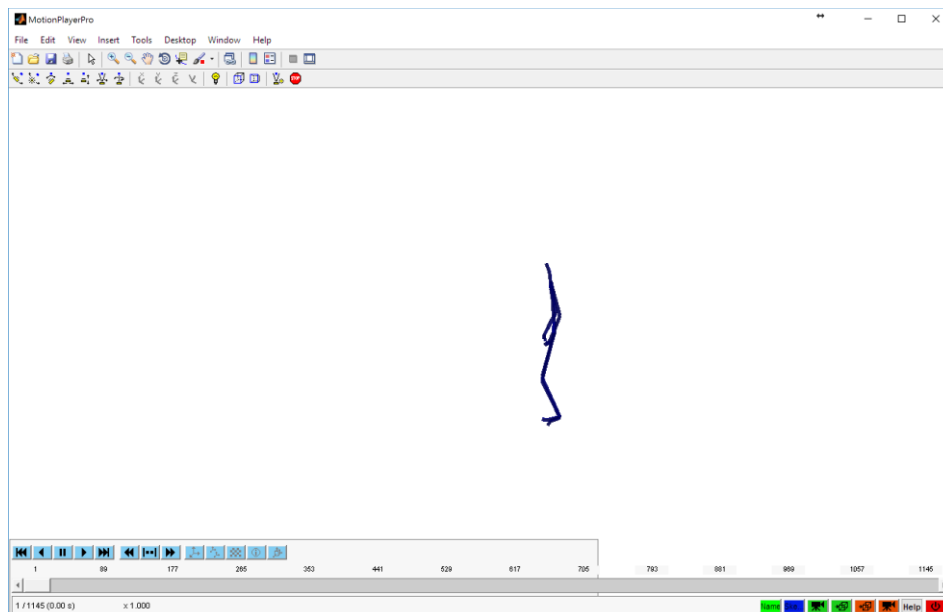 MotionPlayerPro
File Edit View Insert Tools Desktop Window Help
1 89 177 265 353 441 529 617 705 793 881 969 1057 1145
1 / 1145 (0.00 s) x 1.000 Name Help